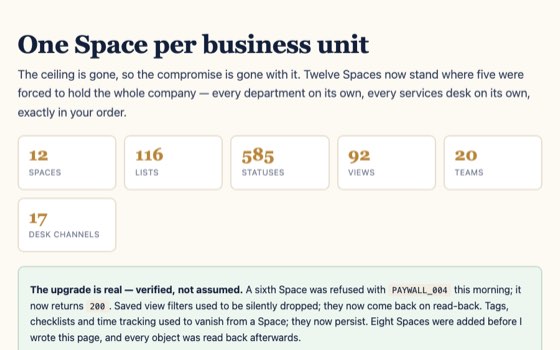 One Space per business unit
The ceiling is gone, so the compromise is gone with it. Twelve Spaces now stand where five were
forced to hold the whole company — every department on its own, every services desk on its own,
exactly in your order.
12
SPACES
116
LISTS
585
STATUSES
92
VIEWS
20
TEAMS
17
DESK CHANNELS
The upgrade is real — verified, not assumed. A sixth Space was refused with PAYWALL_004 this morning; it
now returns 200 . Saved view filters used to be silently dropped; they now come back on read-back. Tags,
checklists and time tracking used to vanish from a Space; they now persist. Eight Spaces were added before I
wrote this page, and every object was read back afterwards.